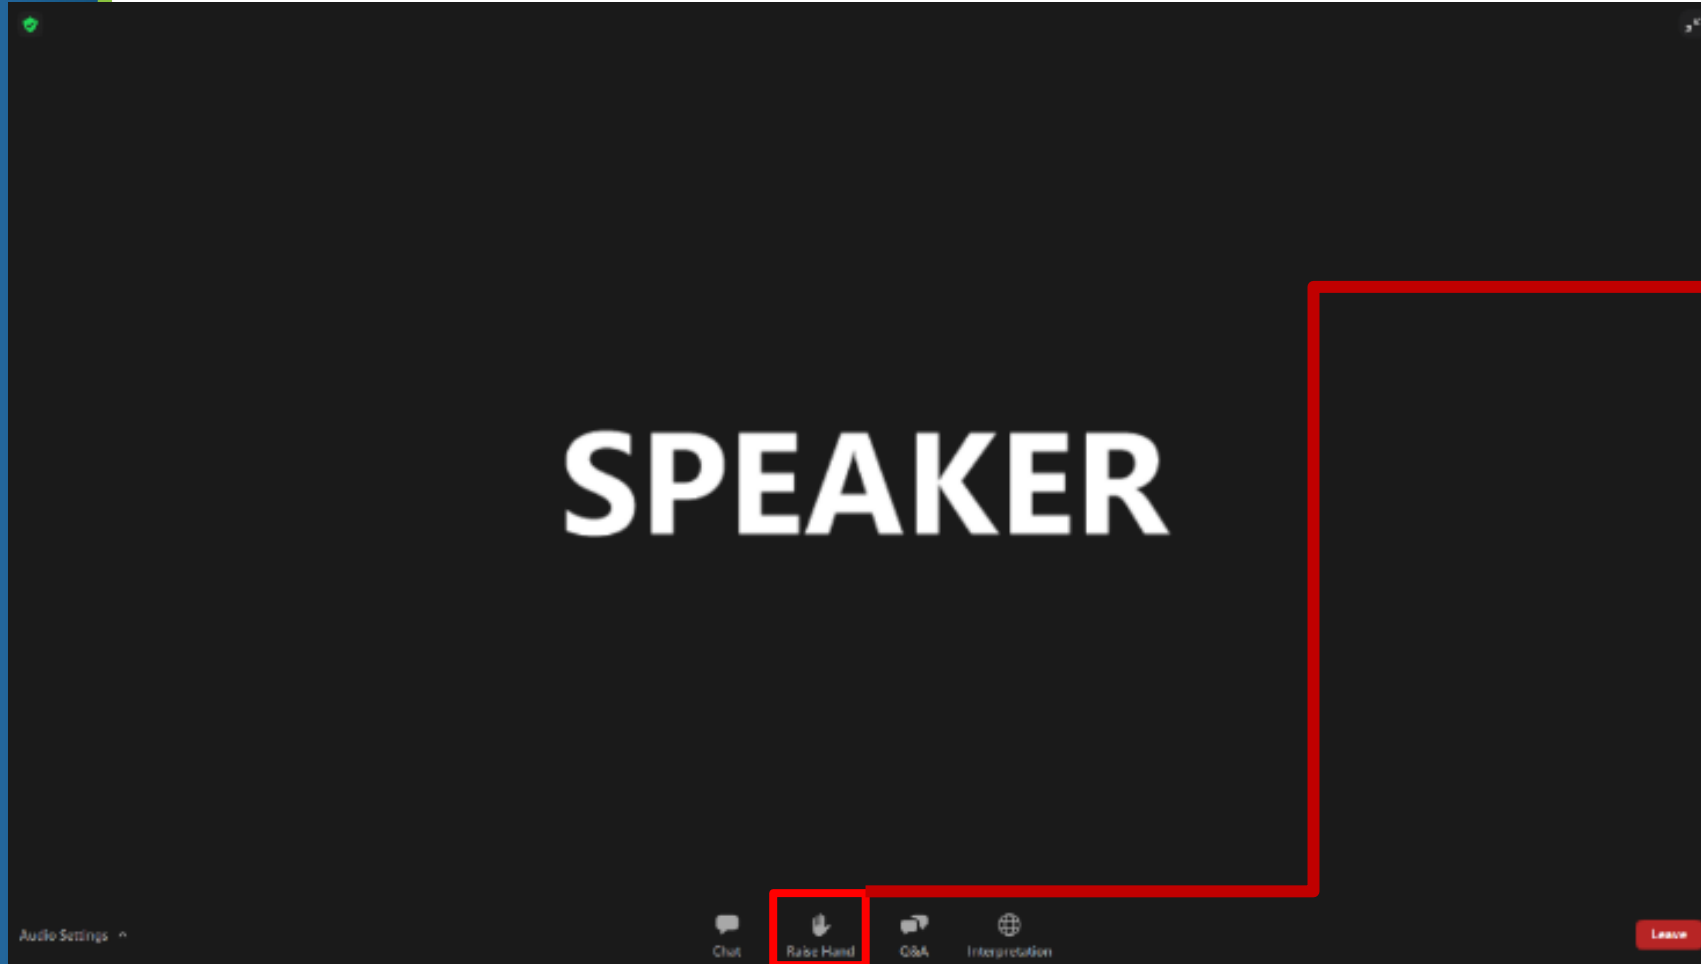 SPEAKER
Audio Settings
Chat
Raise Hand
Q&A
Interpretation
Leave